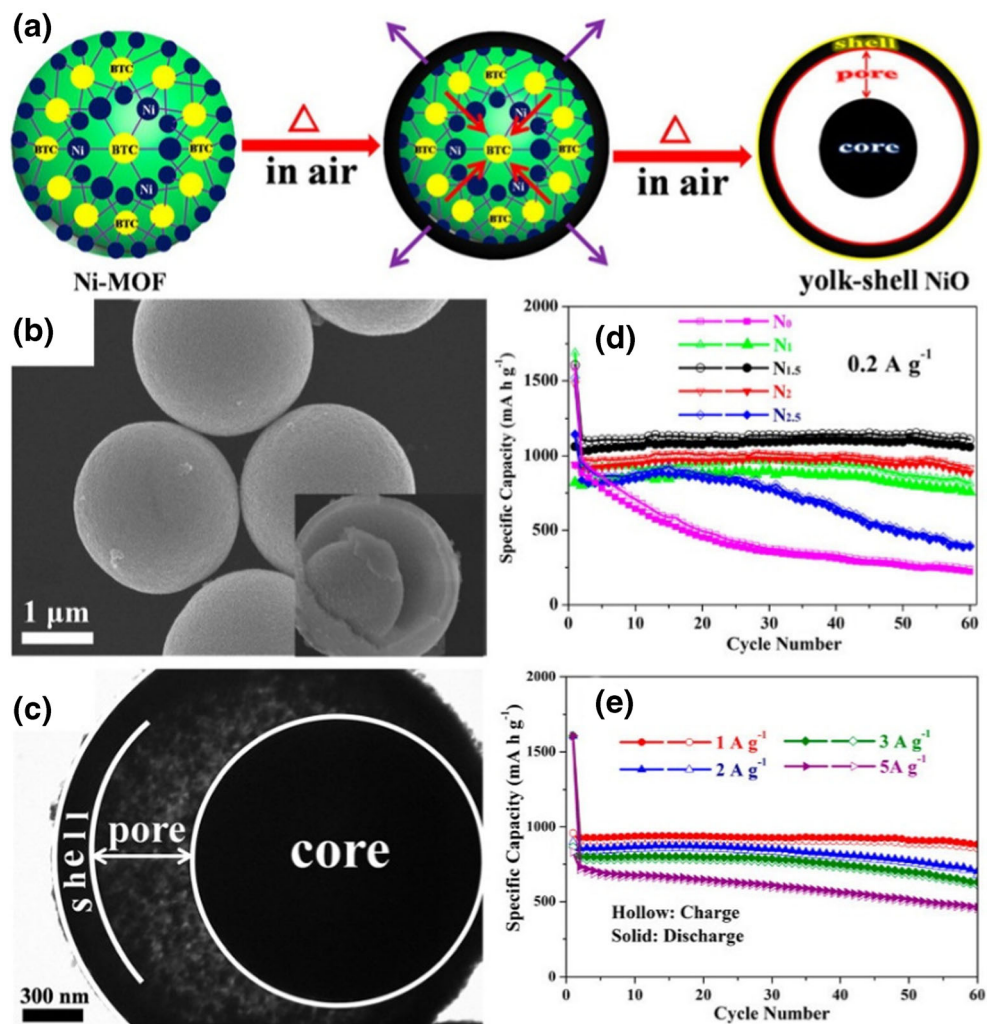 (a)
BTC
BTC Ni BTC Ni BTC
Ni
BTC
Ni-MOF
△
in air
BTC
Ni
BTC Ni BTC BTC
Ni
BTC
△
in air
shell
pore
core
yolk-shell NiO
(b)
1 µm
(c)
shell
pore
core
300 nm
(d)
N₀
N₁
N₁.₅
N₂
N₂.₅
0.2 A g⁻¹
Specific Capacity (mA h g⁻¹)
2000
1500
1000
500
0
0 10 20 30 40 50 60
Cycle Number
(e)
1 A g⁻¹
3 A g⁻¹
2 A g⁻¹
5A g⁻¹
Hollow: Charge
Solid: Discharge
Specific Capacity (mA h g⁻¹)
2000
1500
1000
500
0
0 10 20 30 40 50 60
Cycle Number